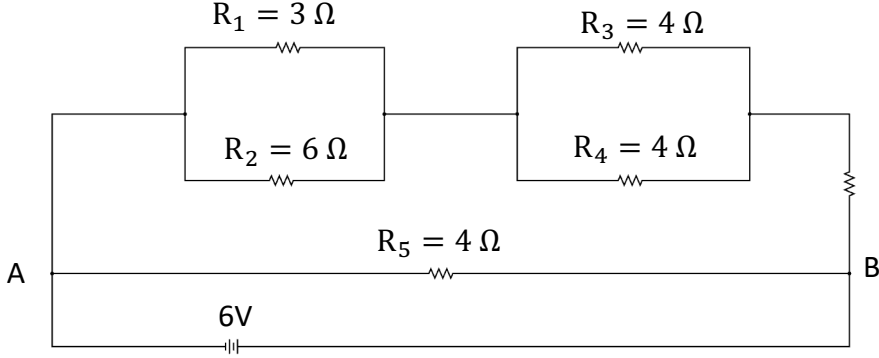 R₁ = 3 Ω
R₃ = 4 Ω
R₂ = 6 Ω
R₄ = 4 Ω
R₅ = 4 Ω
A
B
6V